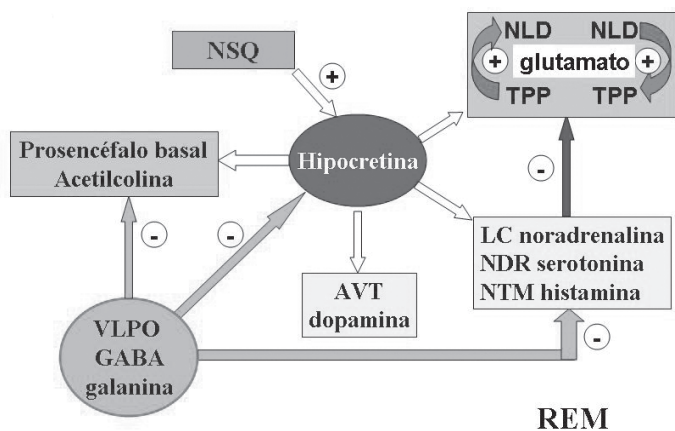 NSQ
+
NLD NLD
+ glutamato +
TPP TPP
Prosencéfalo basal
Acetilcolina
Hipocretina
-
-
-
LC noradrenalina
NDR serotonina
NTM histamina
AVT
dopamina
VLPO
GABA
galanina
-
REM